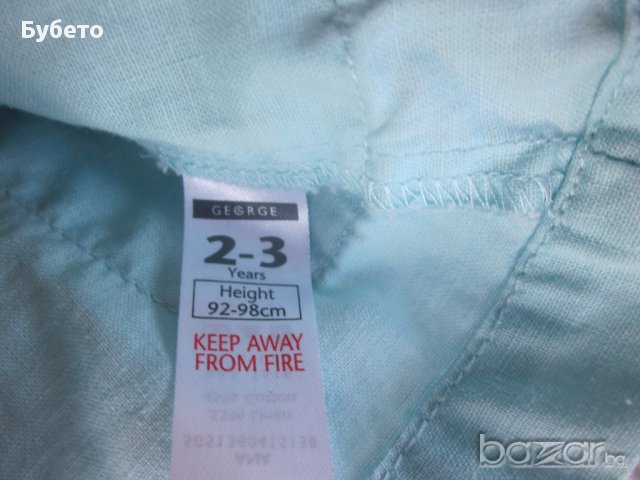 Бубето
GEORGE
2-3
Years
Height
92-98cm
KEEP AWAY
FROM FIRE
bazar.bg